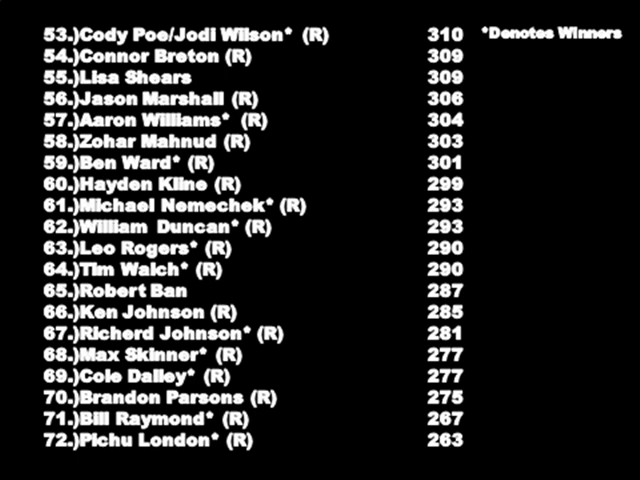 53.)Cody Poe/Jodi Wilson* (R) 310 *Denotes Winners
54.)Connor Breton (R) 309
55.)Lisa Shears 309
56.)Jason Marshall (R) 306
57.)Aaron Williams* (R) 304
58.)Zohar Mahnud (R) 303
59.)Ben Ward* (R) 301
60.)Hayden Kline (R) 299
61.)Michael Nemechek* (R) 293
62.)William Duncan* (R) 293
63.)Leo Rogers* (R) 290
64.)Tim Walch* (R) 290
65.)Robert Ban 287
66.)Ken Johnson (R) 285
67.)Richerd Johnson* (R) 281
68.)Max Skinner* (R) 277
69.)Cole Dailey* (R) 277
70.)Brandon Parsons (R) 275
71.)Bill Raymond* (R) 267
72.)Pichu London* (R) 263